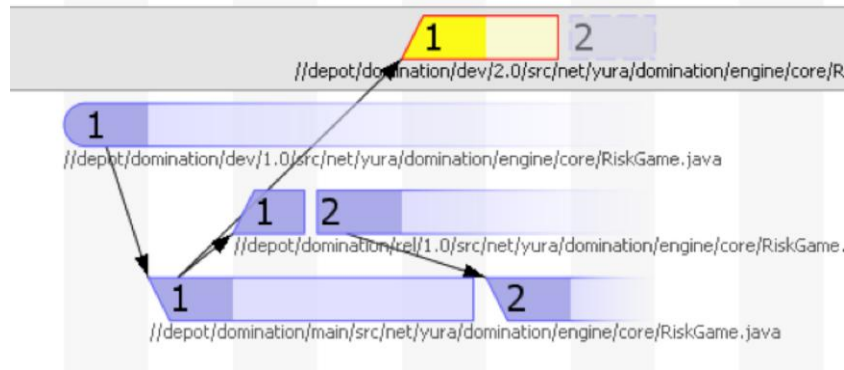 1 2
//depot/domination/dev/2.0/src/net/yura/domination/engine/core/R
1
//depot/domination/dev/1.0/src/net/yura/domination/engine/core/RiskGame.java
1 2
//depot/domination/rel/1.0/src/net/yura/domination/engine/core/RiskGame.
1 2
//depot/domination/main/src/net/yura/domination/engine/core/RiskGame.java